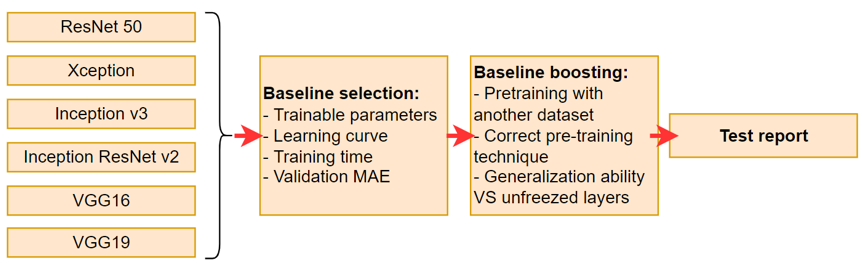 ResNet 50
Xception
Inception v3
Inception ResNet v2
VGG16
VGG19
Baseline selection:
- Trainable parameters
- Learning curve
- Training time
- Validation MAE
Baseline boosting:
- Pretraining with
another dataset
- Correct pre-training
technique
- Generalization ability
VS unfreezed layers
Test report